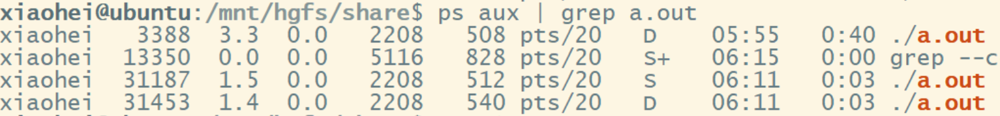 xiaohei@ubuntu:/mnt/hgfs/share$ ps aux | grep a.out
xiaohei 3388 3.3 0.0 2208 508 pts/20 D 05:55 0:40 ./a.out
xiaohei 13350 0.0 0.0 5116 828 pts/20 S+ 06:15 0:00 grep --c
xiaohei 31187 1.5 0.0 2208 512 pts/20 S 06:11 0:03 ./a.out
xiaohei 31453 1.4 0.0 2208 540 pts/20 D 06:11 0:03 ./a.out